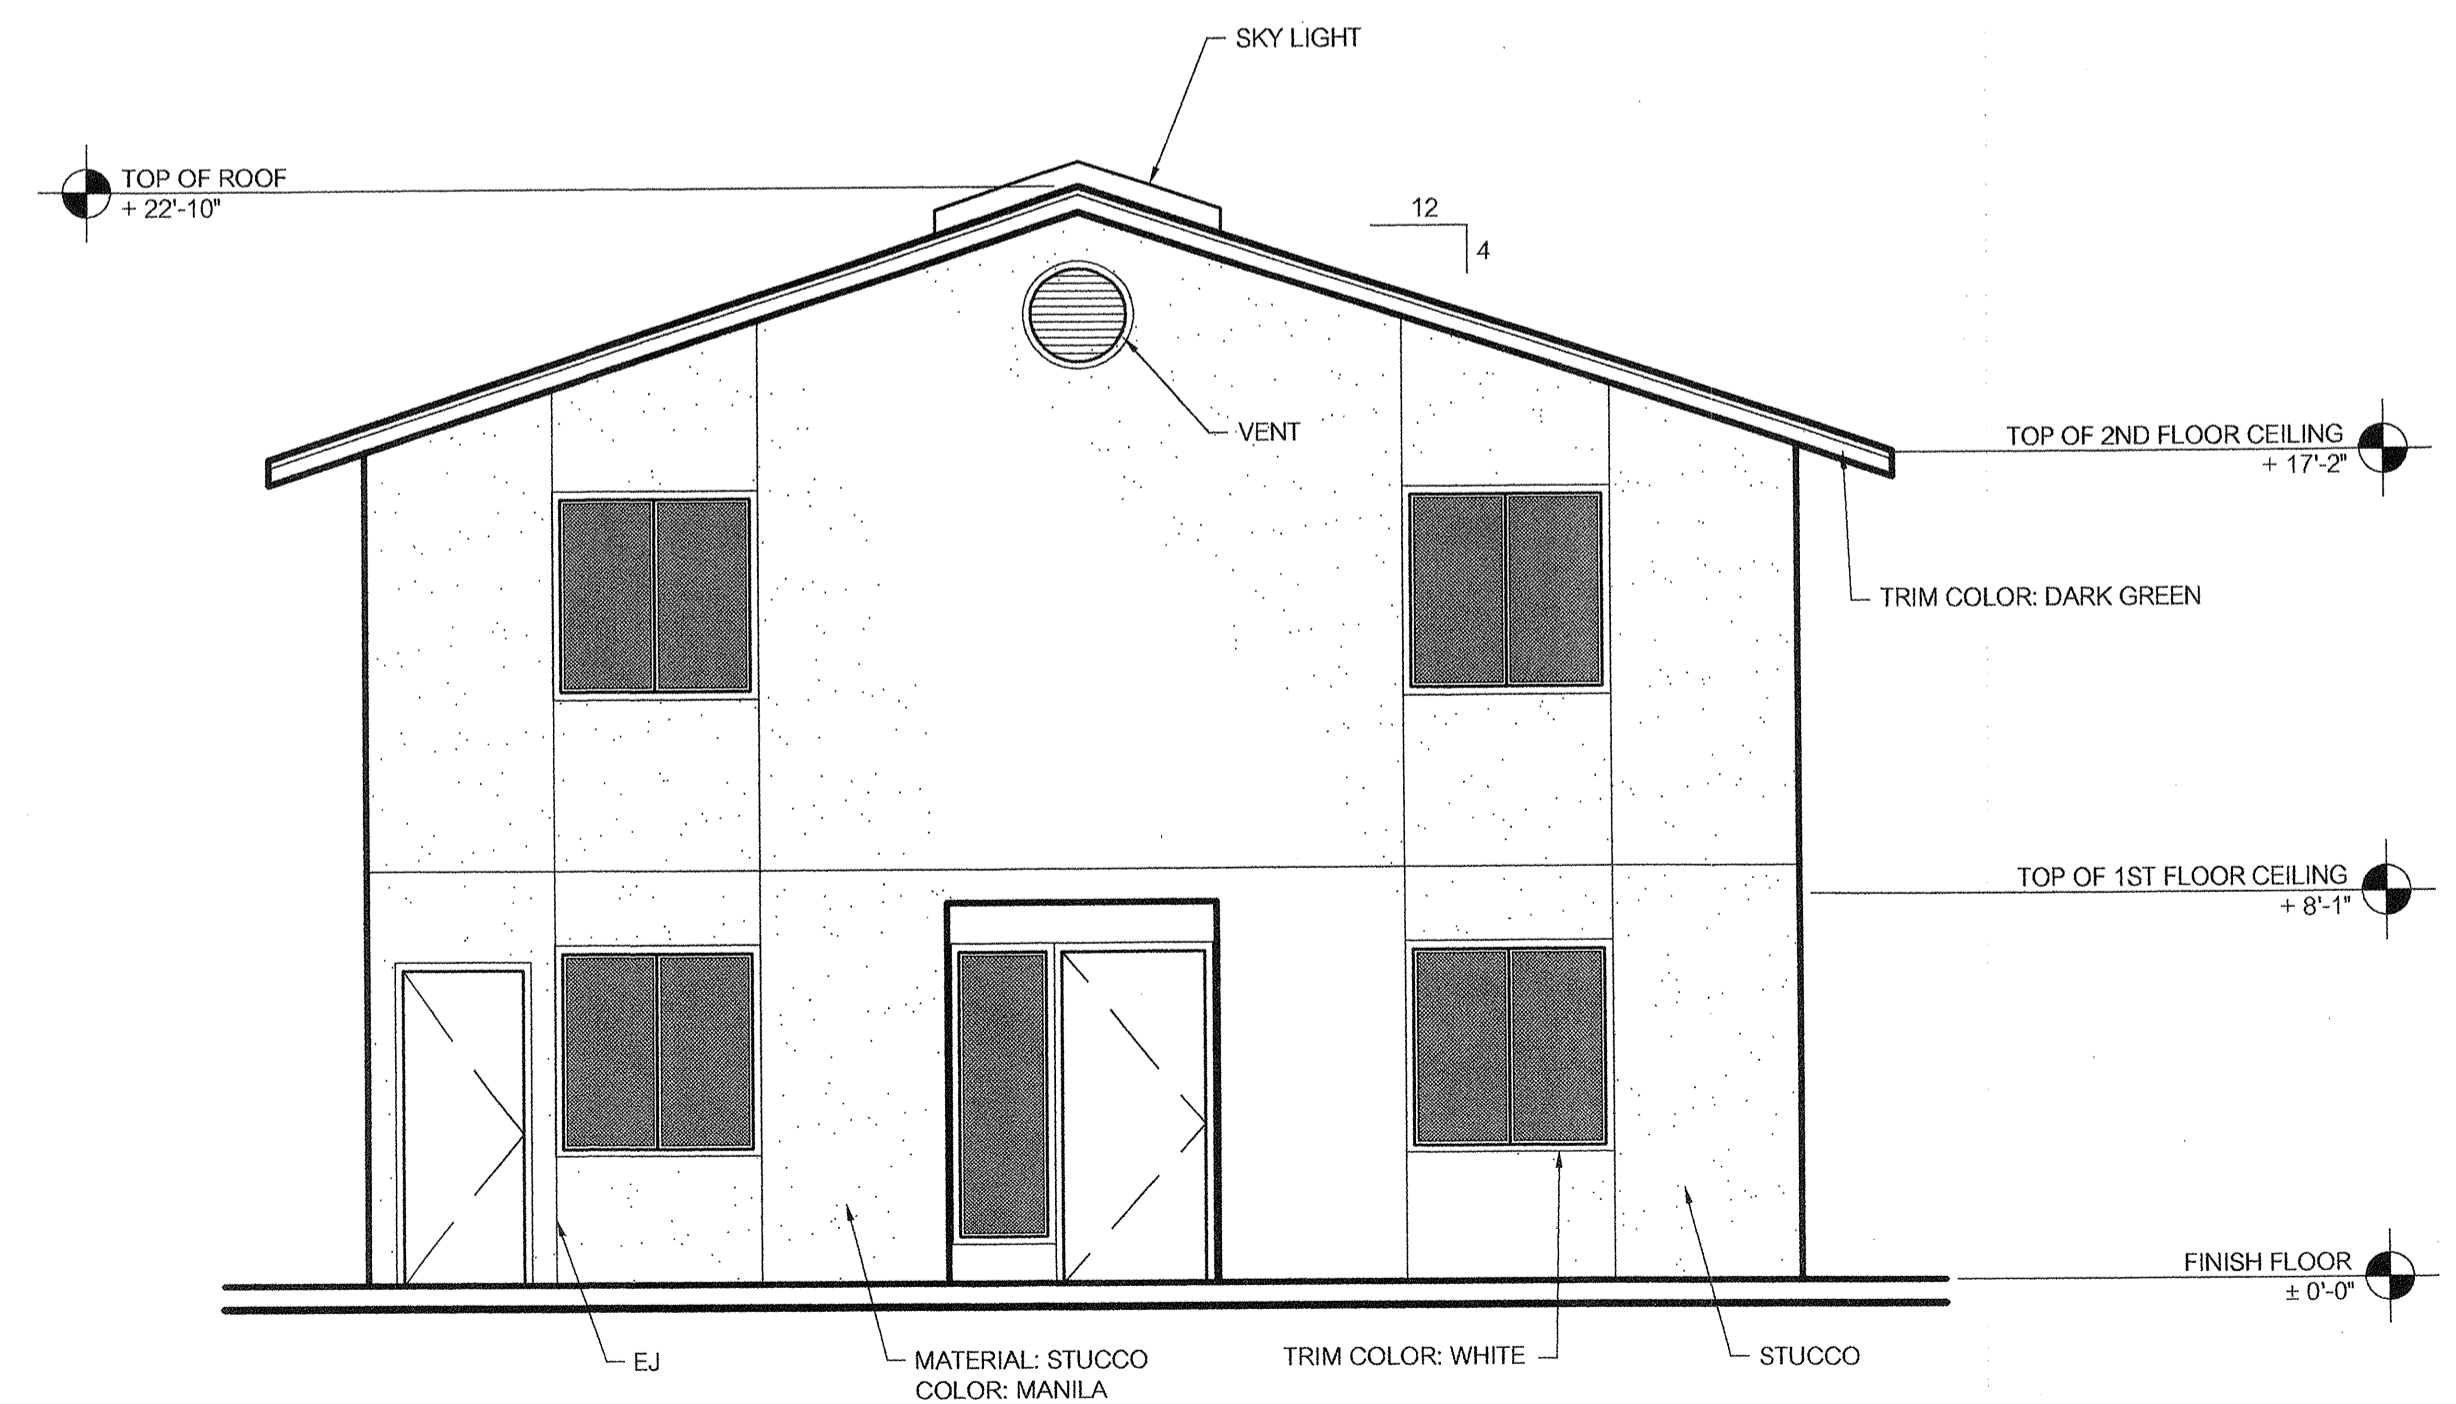 SKY LIGHT
TOP OF ROOF
+ 22'-10"
12
4
VENT
TOP OF 2ND FLOOR CEILING
+ 17'-2"
TRIM COLOR: DARK GREEN
TOP OF 1ST FLOOR CEILING
+ 8'-1"
FINISH FLOOR
± 0'-0"
EJ
MATERIAL: STUCCO
COLOR: MANILA
TRIM COLOR: WHITE
STUCCO